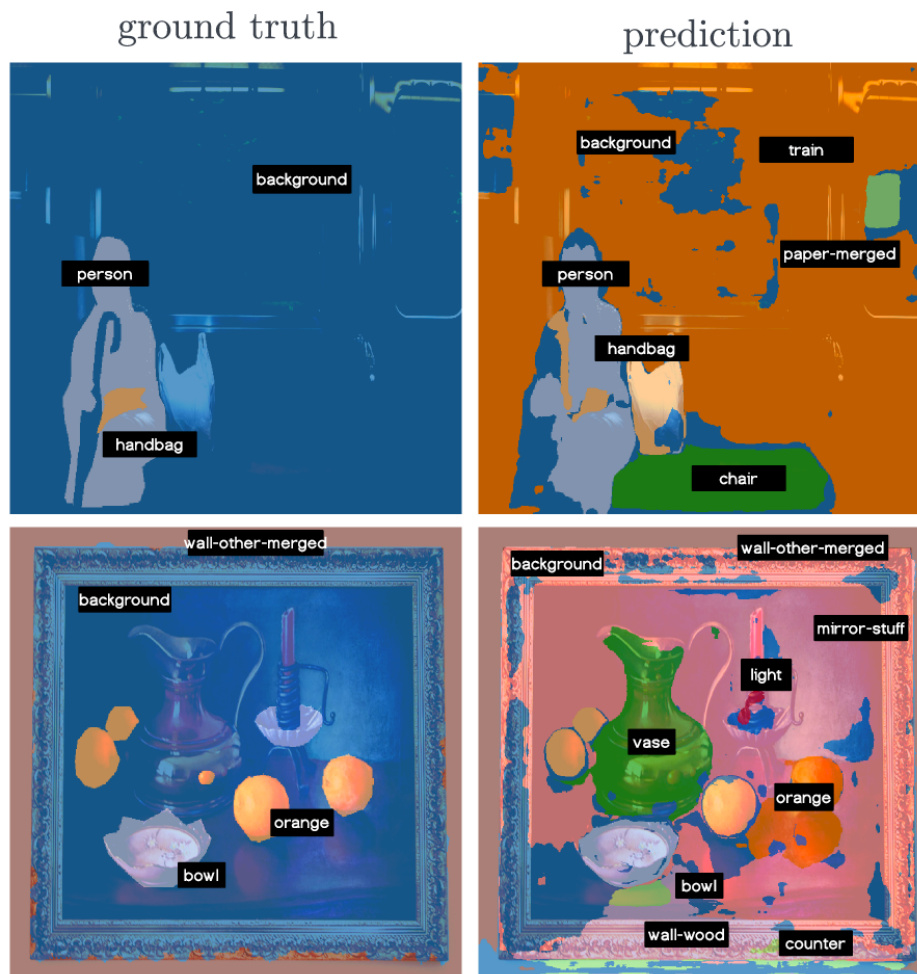 ground truth
prediction
background
person
handbag
background
train
paper-merged
person
handbag
chair
wall-other-merged
background
orange
bowl
wall-other-merged
background
mirror-stuff
light
vase
orange
bowl
wall-wood
counter